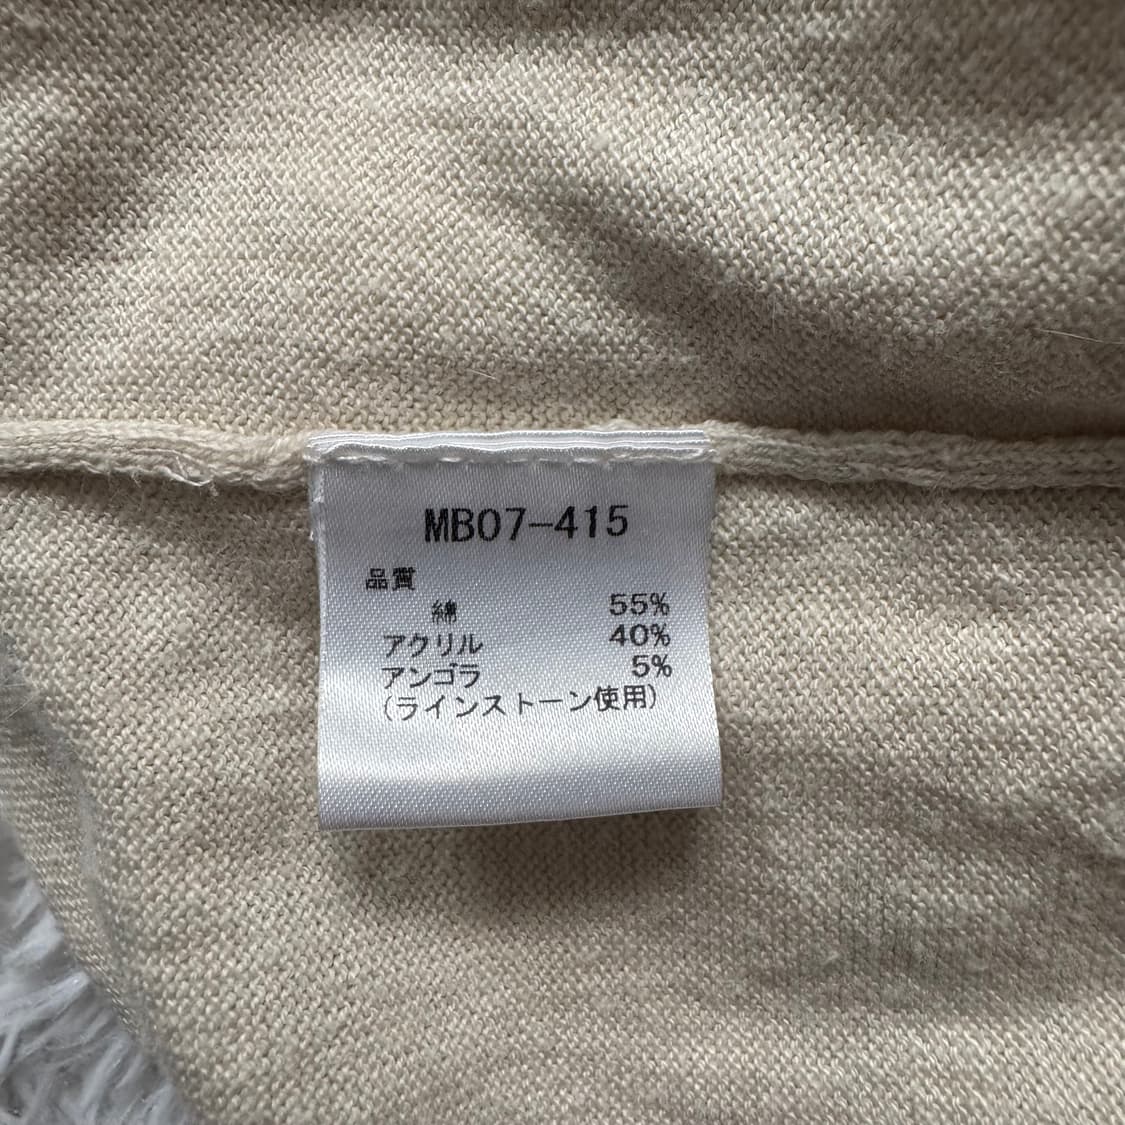 MB07-415
品質
綿 55%
アクリル 40%
アンゴラ 5%
(ラインストーン使用)